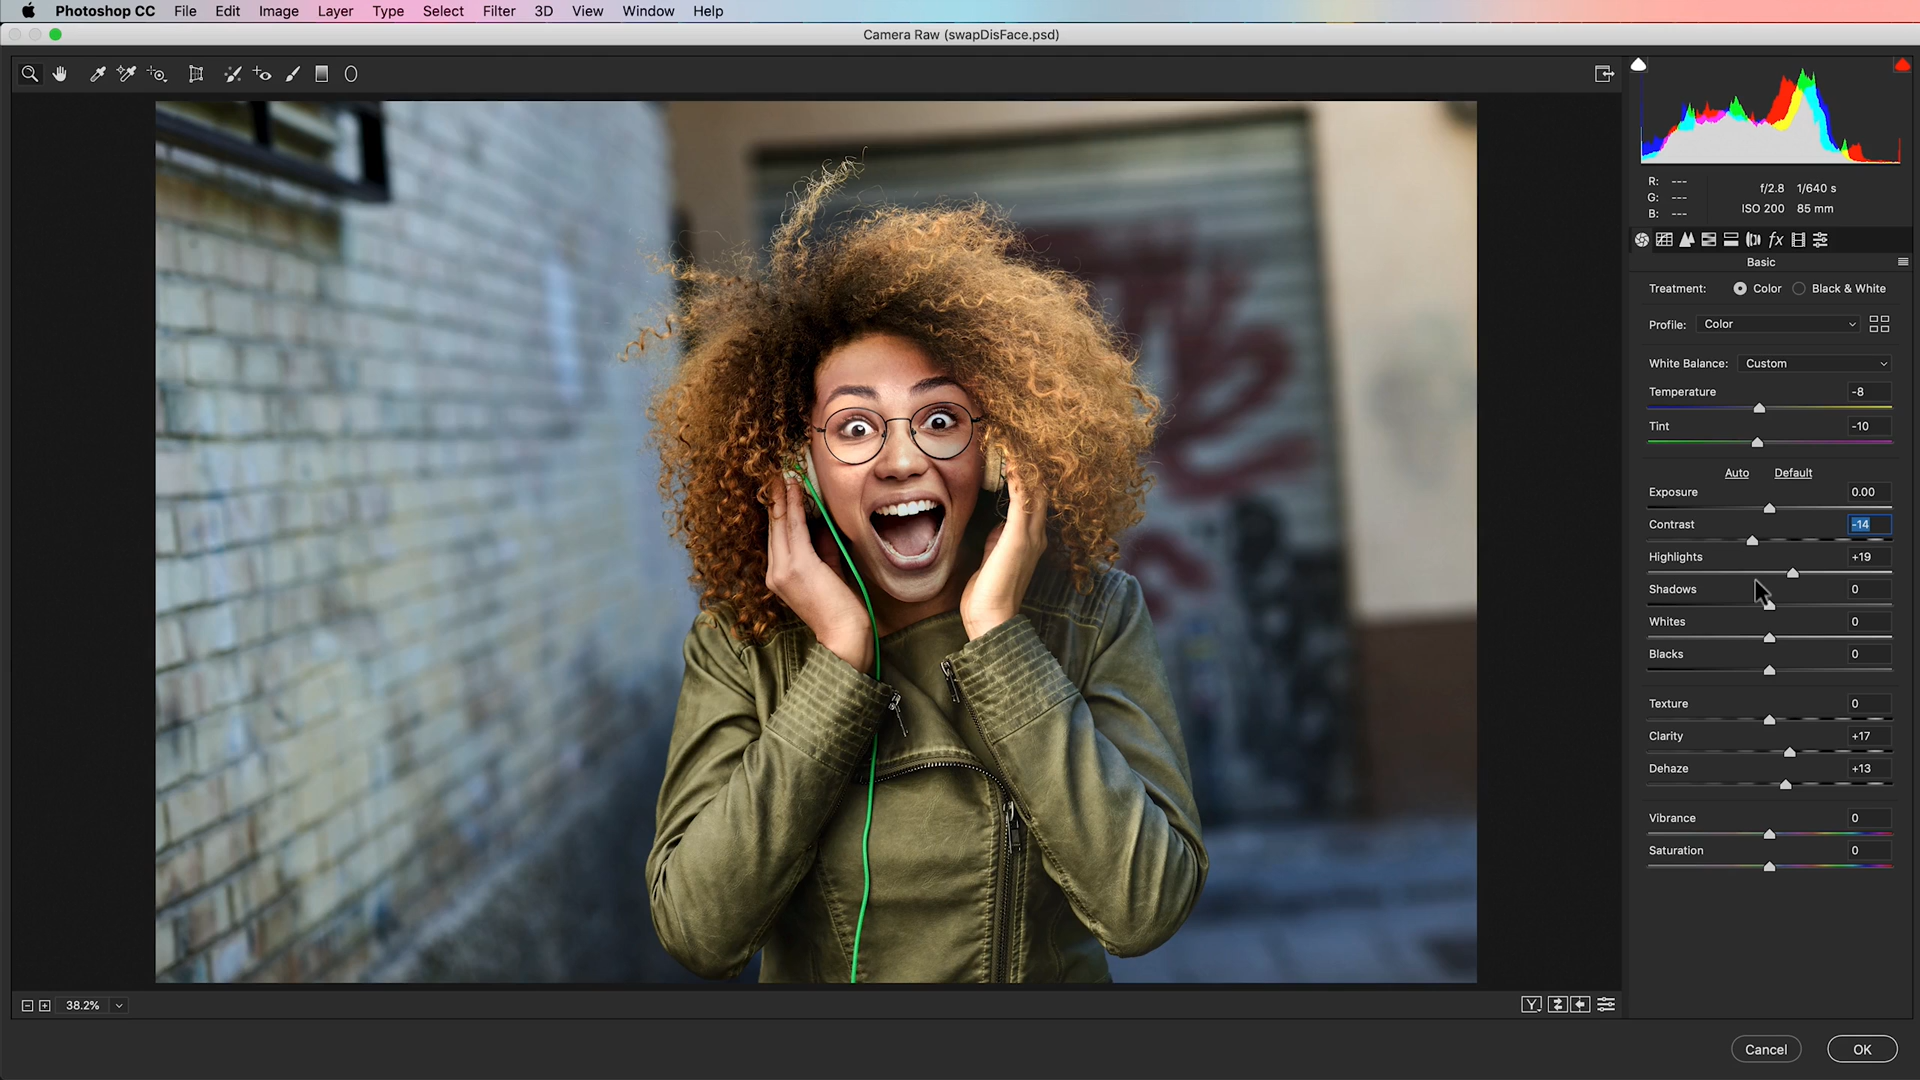 Photoshop CC File Edit Image Layer Type Select Filter 3D View Window Help
Camera Raw (swapDisFace.psd)
R: ---
G: ---
B: ---
f/2.8 1/640 s
ISO 200 85 mm
fx
Basic
Treatment: Color Black & White
Profile: Color
White Balance: Custom
Temperature -8
Tint -10
Auto Default
Exposure 0.00
Contrast -14
Highlights +19
Shadows 0
Whites 0
Blacks 0
Texture 0
Clarity +17
Dehaze +13
Vibrance 0
Saturation 0
38.2%
Y
Cancel OK